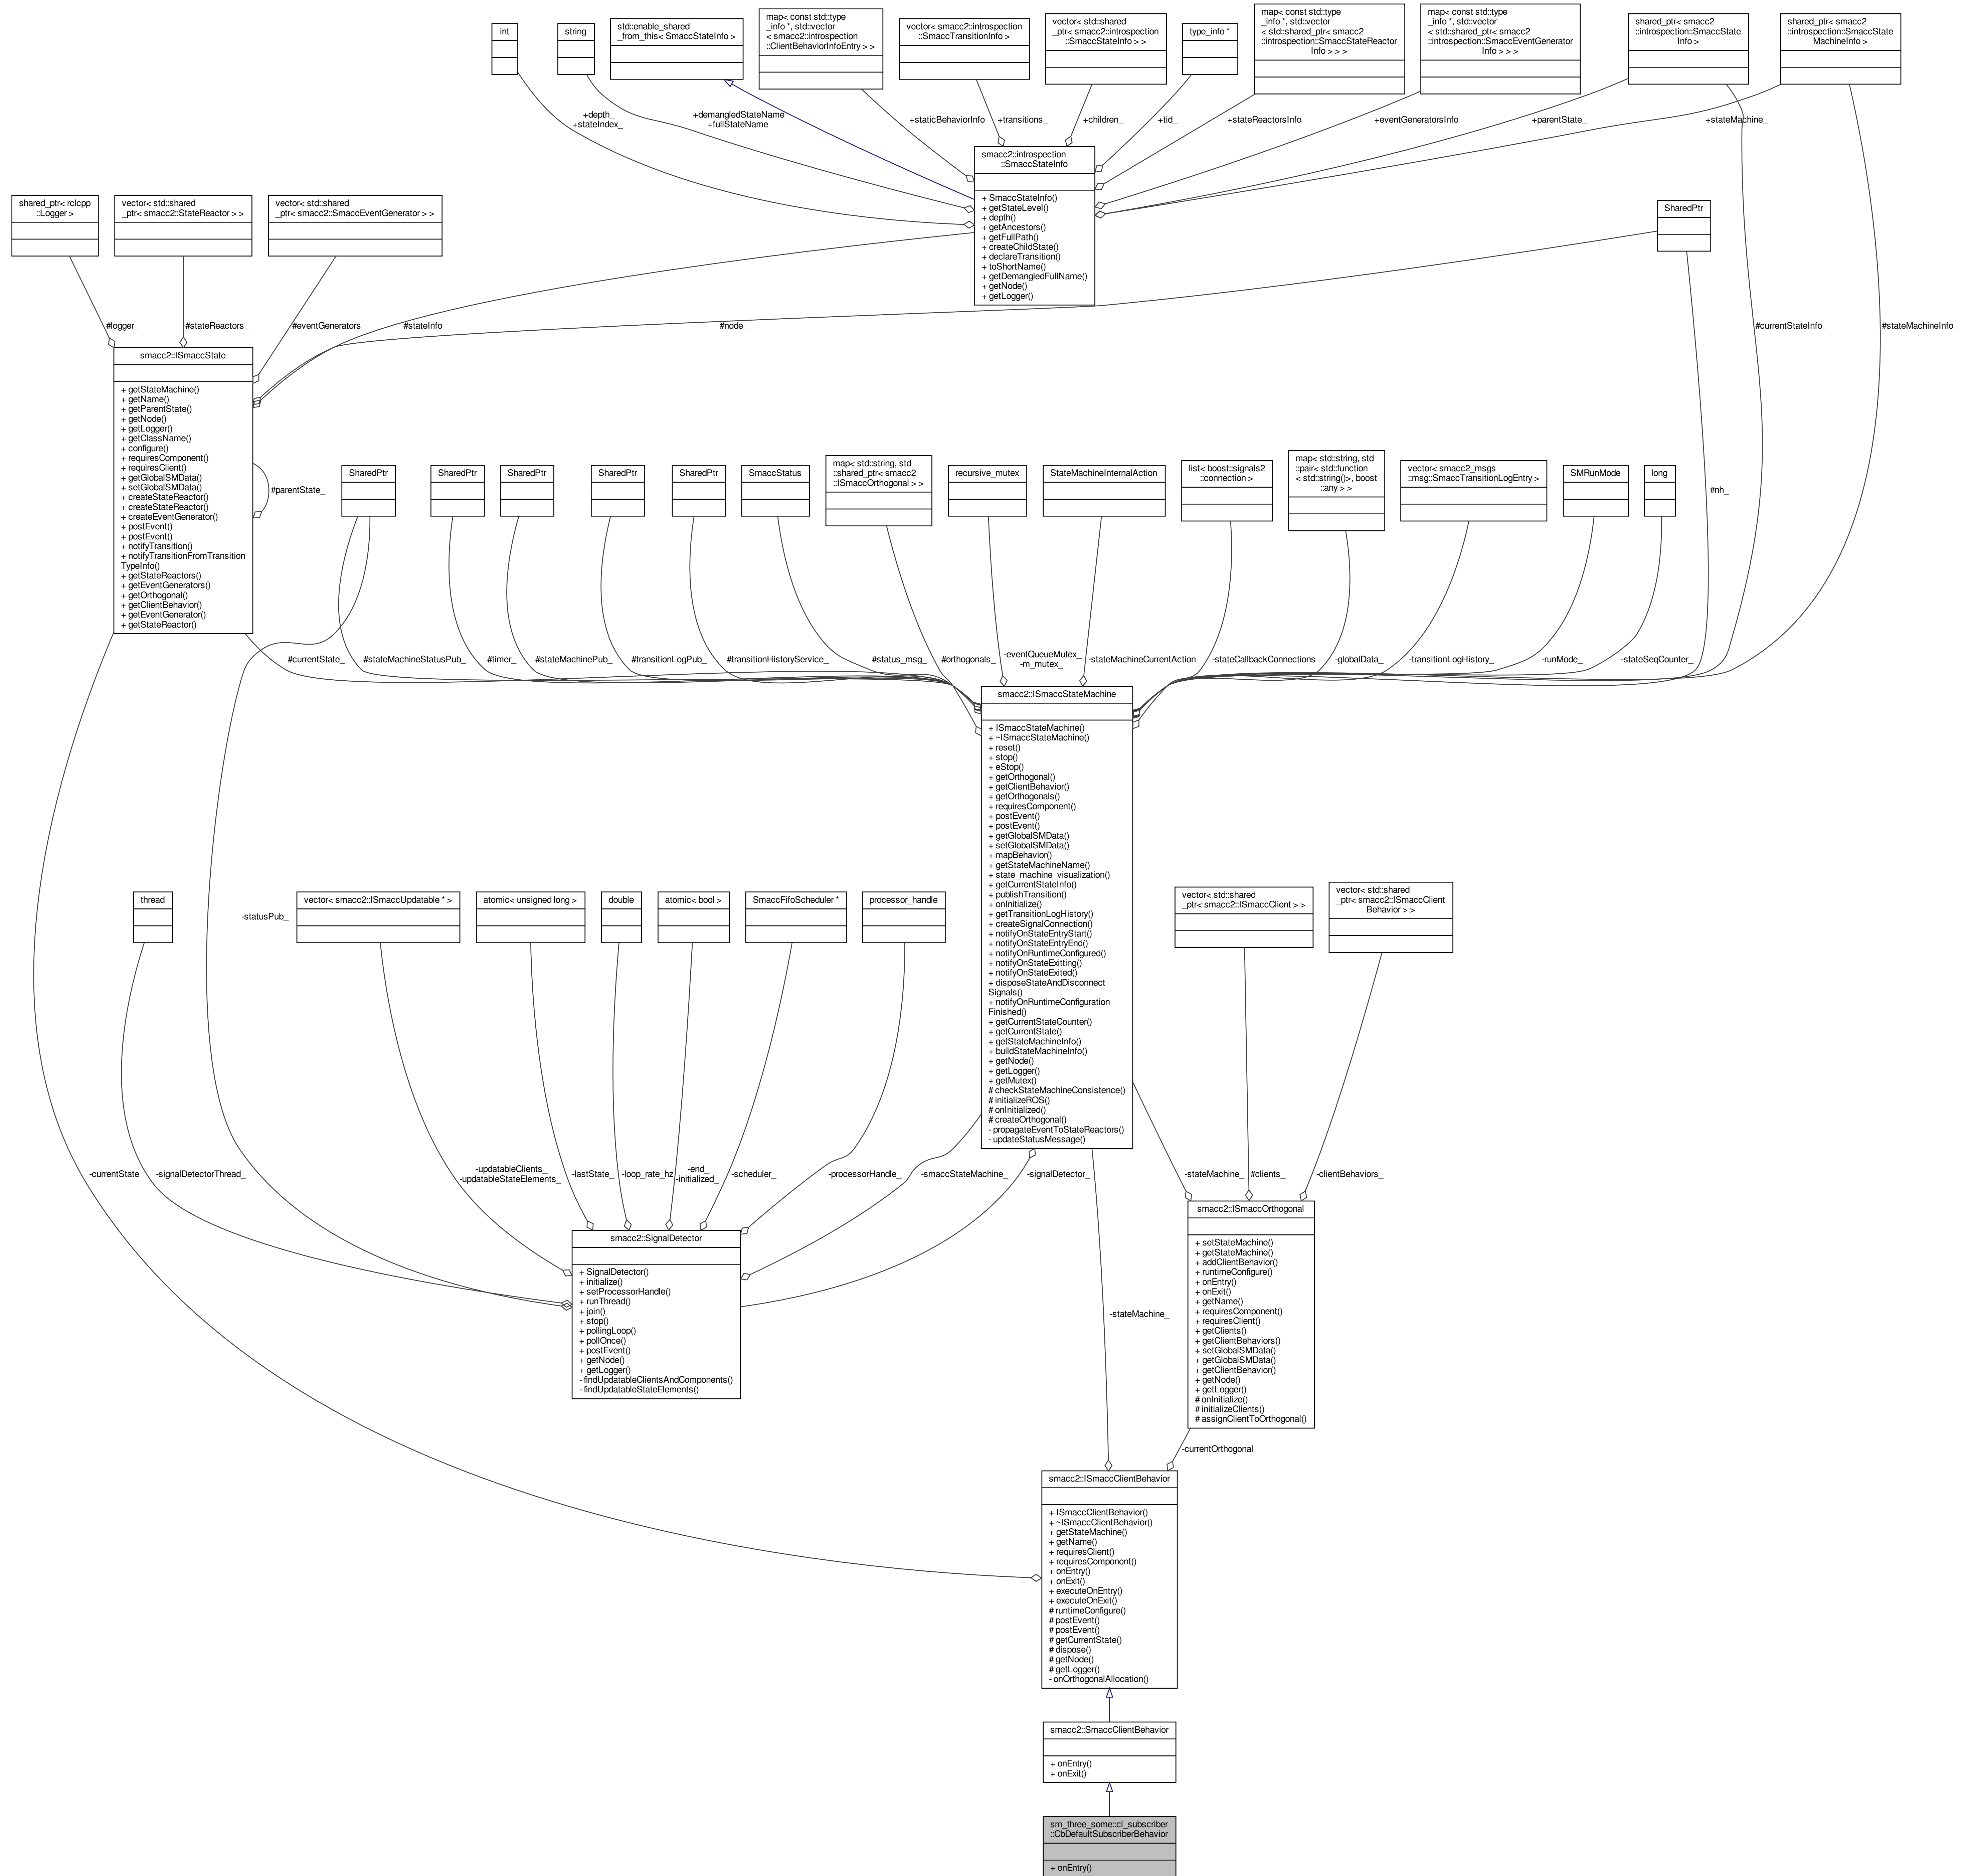 int
string
std::enable_shared
_from_this< SmaccStateInfo >
map< const std::type
_info *, std::vector
< smacc2::introspection
::ClientBehaviorInfoEntry > >
vector< smacc2::introspection
::SmaccTransitionInfo >
vector< std::shared
_ptr< smacc2::introspection
::SmaccStateInfo > >
type_info *
map< const std::type
_info *, std::vector
< std::shared_ptr< smacc2
::introspection::SmaccStateReactor
Info > > >
map< const std::type
_info *, std::vector
< std::shared_ptr< smacc2
::introspection::SmaccEventGenerator
Info > > >
shared_ptr< smacc2
::introspection::SmaccState
Info >
shared_ptr< smacc2
::introspection::SmaccState
MachineInfo >
+depth_
+stateIndex_
+demangledStateName
+fullStateName
+staticBehaviorInfo
+transitions_
+children_
+tid_
+stateReactorsInfo
+eventGeneratorsInfo
+parentState_
+stateMachine_
smacc2::introspection
::SmaccStateInfo
+ SmaccStateInfo()
+ getStateLevel()
+ depth()
+ getAncestors()
+ getFullPath()
+ createChildState()
+ declareTransition()
+ toShortName()
+ getDemangledFullName()
+ getNode()
+ getLogger()
shared_ptr< rclcpp
::Logger >
vector< std::shared
_ptr< smacc2::StateReactor > >
vector< std::shared
_ptr< smacc2::SmaccEventGenerator > >
SharedPtr
#logger_
#stateReactors_
#eventGenerators_
#stateInfo_
#node_
#currentStateInfo_
#stateMachineInfo_
smacc2::ISmaccState
+ getStateMachine()
+ getName()
+ getParentState()
+ getNode()
+ getLogger()
+ getClassName()
+ configure()
+ requiresComponent()
+ requiresClient()
+ getGlobalSMData()
+ setGlobalSMData()
+ createStateReactor()
+ createStateReactor()
+ createEventGenerator()
+ postEvent()
+ postEvent()
+ notifyTransition()
+ notifyTransitionFromTransition
TypeInfo()
+ getStateReactors()
+ getEventGenerators()
+ getOrthogonal()
+ getClientBehavior()
+ getEventGenerator()
+ getStateReactor()
#parentState_
SharedPtr
SharedPtr
SharedPtr
SharedPtr
SharedPtr
SmaccStatus
map< std::string, std
::shared_ptr< smacc2
::ISmaccOrthogonal > >
recursive_mutex
StateMachineInternalAction
list< boost::signals2
::connection >
map< std::string, std
::pair< std::function
< std::string()>, boost
::any > >
vector< smacc2_msgs
::msg::SmaccTransitionLogEntry >
SMRunMode
long
#nh_
#currentState_
#stateMachineStatusPub_
#timer_
#stateMachinePub_
#transitionLogPub_
#transitionHistoryService_
#status_msg_
#orthogonals_
-eventQueueMutex_
-m_mutex_
-stateMachineCurrentAction
-stateCallbackConnections
-globalData_
-transitionLogHistory_
-runMode_
-stateSeqCounter_
smacc2::ISmaccStateMachine
+ ISmaccStateMachine()
+ ~ISmaccStateMachine()
+ reset()
+ stop()
+ eStop()
+ getOrthogonal()
+ getClientBehavior()
+ getOrthogonals()
+ requiresComponent()
+ postEvent()
+ postEvent()
+ getGlobalSMData()
+ setGlobalSMData()
+ mapBehavior()
+ getStateMachineName()
+ state_machine_visualization()
+ getCurrentStateInfo()
+ publishTransition()
+ onInitialize()
+ getTransitionLogHistory()
+ createSignalConnection()
+ notifyOnStateEntryStart()
+ notifyOnStateEntryEnd()
+ notifyOnRuntimeConfigured()
+ notifyOnStateExitting()
+ notifyOnStateExited()
+ disposeStateAndDisconnect
Signals()
+ notifyOnRuntimeConfiguration
Finished()
+ getCurrentStateCounter()
+ getCurrentState()
+ getStateMachineInfo()
+ buildStateMachineInfo()
+ getNode()
+ getLogger()
+ getMutex()
# checkStateMachineConsistence()
# initializeROS()
# onInitialized()
# createOrthogonal()
- propagateEventToStateReactors()
- updateStatusMessage()
thread
-statusPub_
vector< smacc2::ISmaccUpdatable * >
atomic< unsigned long >
double
atomic< bool >
SmaccFifoScheduler *
processor_handle
vector< std::shared
_ptr< smacc2::ISmaccClient > >
vector< std::shared
_ptr< smacc2::ISmaccClient
Behavior > >
-currentState
-signalDetectorThread_
-updatableClients_
-updatableStateElements_
-lastState_
-loop_rate_hz
-end_
-initialized_
-scheduler_
-processorHandle_
-smaccStateMachine_
-signalDetector_
-stateMachine_
#clients_
-clientBehaviors_
smacc2::SignalDetector
+ SignalDetector()
+ initialize()
+ setProcessorHandle()
+ runThread()
+ join()
+ stop()
+ pollingLoop()
+ pollOnce()
+ postEvent()
+ getNode()
+ getLogger()
- findUpdatableClientsAndComponents()
- findUpdatableStateElements()
smacc2::ISmaccOrthogonal
+ setStateMachine()
+ getStateMachine()
+ addClientBehavior()
+ runtimeConfigure()
+ onEntry()
+ onExit()
+ getName()
+ requiresComponent()
+ requiresClient()
+ getClients()
+ getClientBehaviors()
+ setGlobalSMData()
+ getGlobalSMData()
+ getClientBehavior()
+ getNode()
+ getLogger()
# onInitialize()
# initializeClients()
# assignClientToOrthogonal()
-stateMachine_
-currentOrthogonal
smacc2::ISmaccClientBehavior
+ ISmaccClientBehavior()
+ ~ISmaccClientBehavior()
+ getStateMachine()
+ getName()
+ requiresClient()
+ requiresComponent()
+ onEntry()
+ onExit()
+ executeOnEntry()
+ executeOnExit()
# runtimeConfigure()
# postEvent()
# postEvent()
# getCurrentState()
# dispose()
# getNode()
# getLogger()
- onOrthogonalAllocation()
smacc2::SmaccClientBehavior
+ onEntry()
+ onExit()
sm_three_some::cl_subscriber
::CbDefaultSubscriberBehavior
+ onEntry()